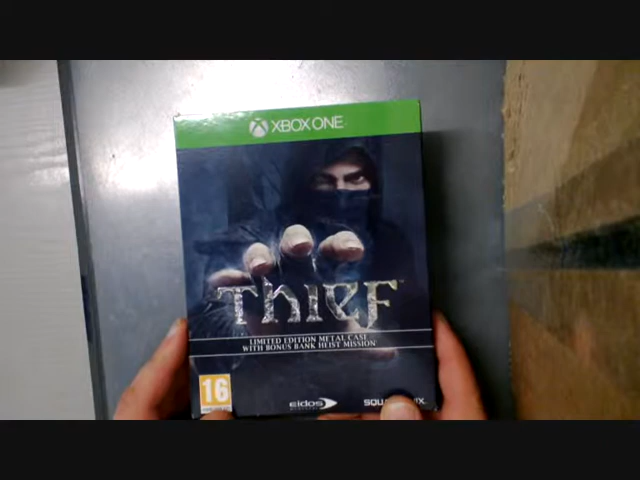 XBOX ONE
THIEF
LIMITED EDITION METAL CASE
WITH BONUS BANK HEIST MISSION
16
eidos